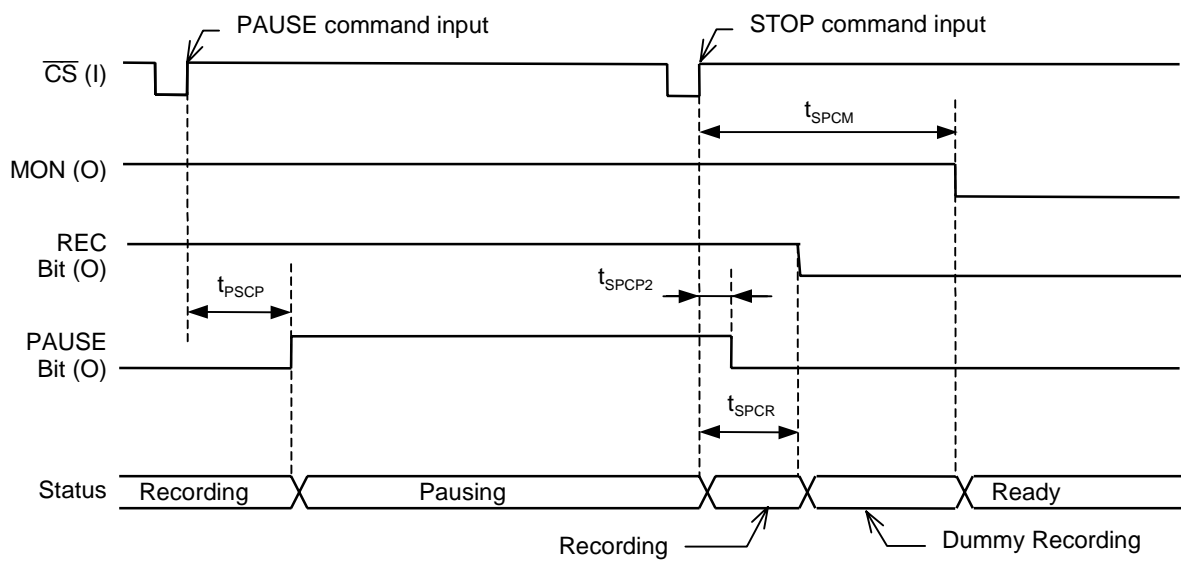 PAUSE command input
STOP command input
C̅S̅ (I)
tSPCM
MON (O)
REC
Bit (O)
tPSCP
tSPCP2
PAUSE
Bit (O)
tSPCR
Status
Recording
Pausing
Ready
Recording
Dummy Recording